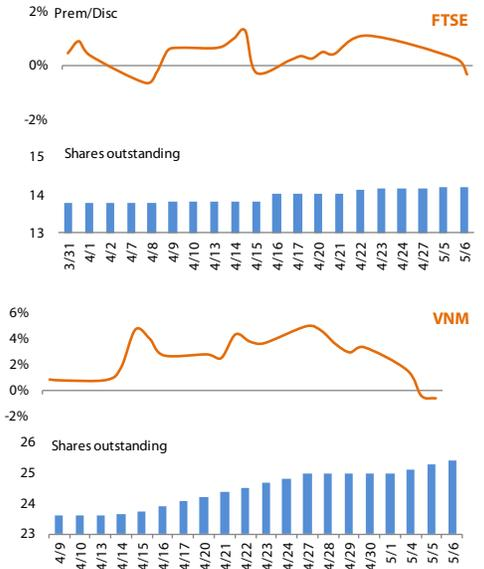 2% Prem/Disc
FTSE
0%
-2%
15
Shares outstanding
14
13
3/31 4/1 4/2 4/7 4/8 4/9 4/10 4/13 4/14 4/15 4/16 4/17 4/20 4/21 4/22 4/23 4/24 4/27 5/5 5/6
6%
VNM
4%
2%
0%
-2%
26
Shares outstanding
25
24
23
4/9 4/10 4/13 4/14 4/15 4/16 4/17 4/20 4/21 4/22 4/23 4/24 4/27 4/28 4/29 4/30 5/1 5/4 5/5 5/6